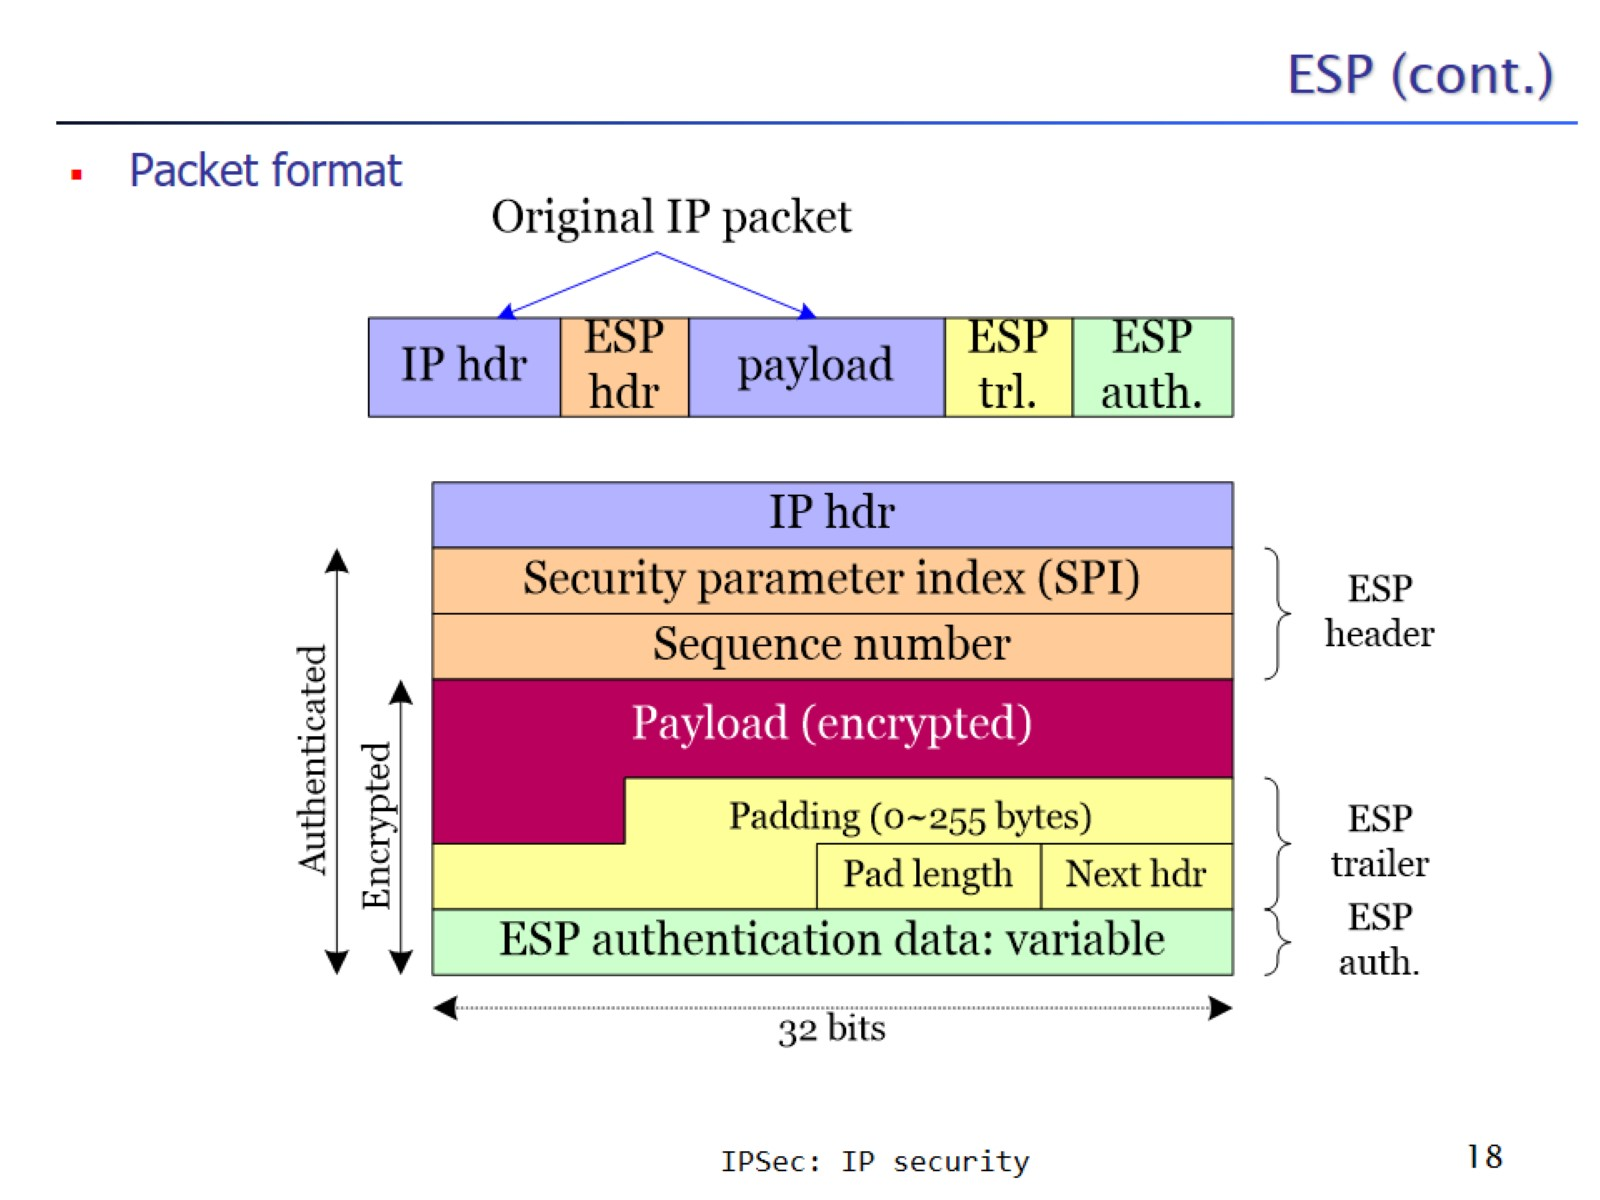 ESP (cont.)
Packet format
Original IP packet
IP hdr
ESP
hdr
payload
ESP
trl.
ESP
auth.
IP hdr
Security parameter index (SPI)
Sequence number
Payload (encrypted)
Padding (0~255 bytes)
Pad length
Next hdr
ESP authentication data: variable
Authenticated
Encrypted
ESP
header
ESP
trailer
ESP
auth.
32 bits
IPSec: IP security
18